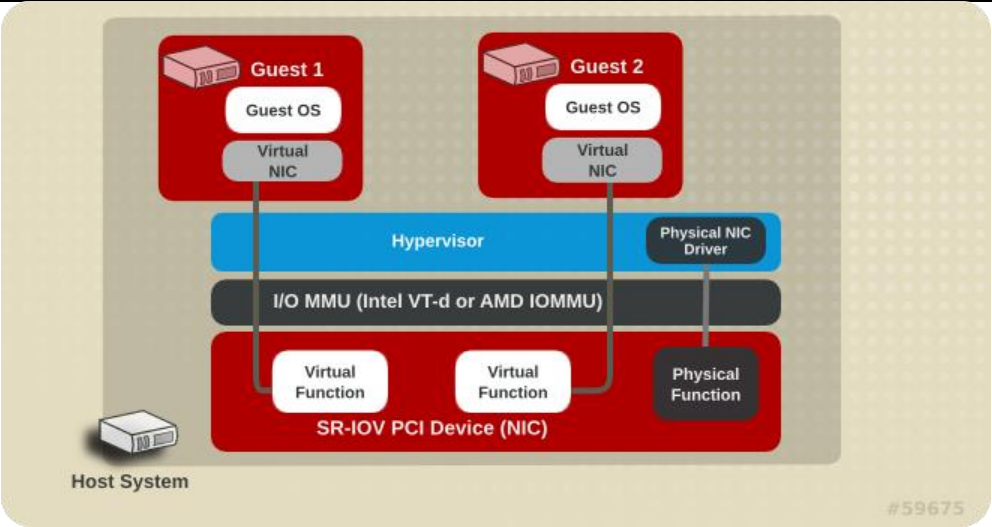 Guest 1
Guest OS
Virtual
NIC
Guest 2
Guest OS
Virtual
NIC
Hypervisor
Physical NIC
Driver
I/O MMU (Intel VT-d or AMD IOMMU)
Virtual
Function
Virtual
Function
Physical
Function
SR-IOV PCI Device (NIC)
Host System
#59675